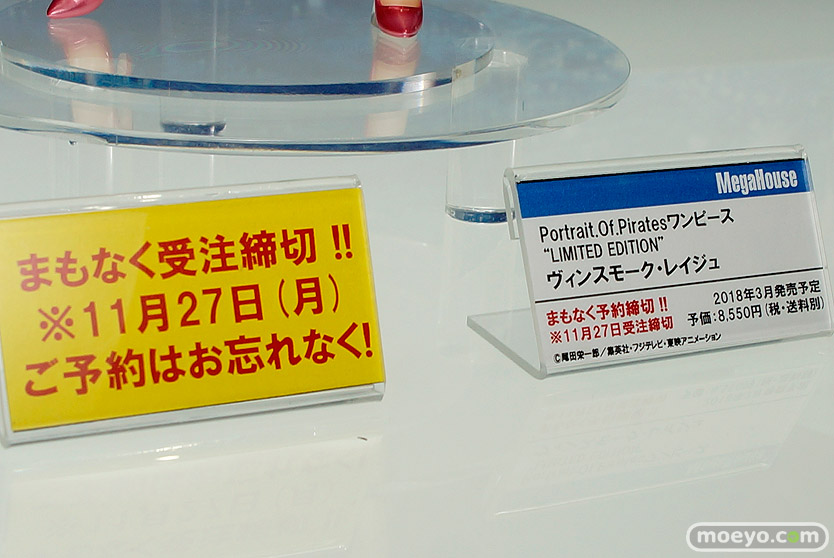 まもなく受注締切!!
※11月27日(月)
ご予約はお忘れなく!
MegaHouse
Portrait.Of.Piratesワンピース
"LIMITED EDITION"
ヴィンスモーク・レイジュ
まもなく予約締切!!
※11月27日受注締切
2018年3月発売予定
予価:8,550円(税・送料別)
©尾田栄一郎/集英社・フジテレビ・東映アニメーション
moeyo.com